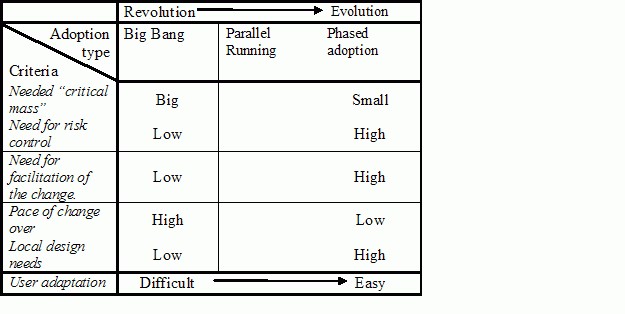 Revolution Evolution
Adoption type Big Bang Parallel Running Phased adoption
Criteria
Needed “critical mass” Big Small
Need for risk control Low High
Need for facilitation of the change. Low High
Pace of change over High Low
Local design needs Low High
User adaptation Difficult Easy